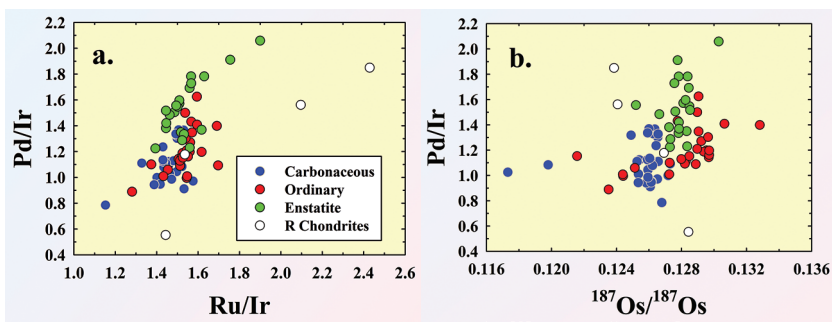 a.
Pd/Ir
2.2
2.0
1.8
1.6
1.4
1.2
1.0
0.8
0.6
0.4
1.0 1.2 1.4 1.6 1.8 2.0 2.2 2.4 2.6
Ru/Ir
Carbonaceous
Ordinary
Enstatite
R Chondrites
b.
Pd/Ir
2.2
2.0
1.8
1.6
1.4
1.2
1.0
0.8
0.6
0.4
0.116 0.120 0.124 0.128 0.132 0.136
¹⁸⁷Os/¹⁸⁷Os